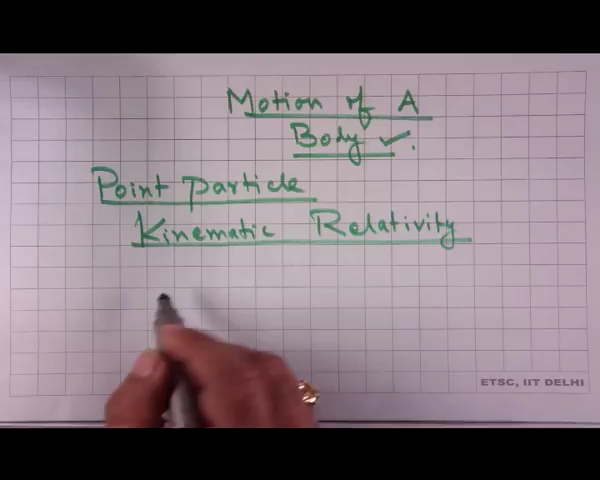 Motion of A
Body ✓.
Point particle
Kinematic Relativity
ETSC, IIT DELHI